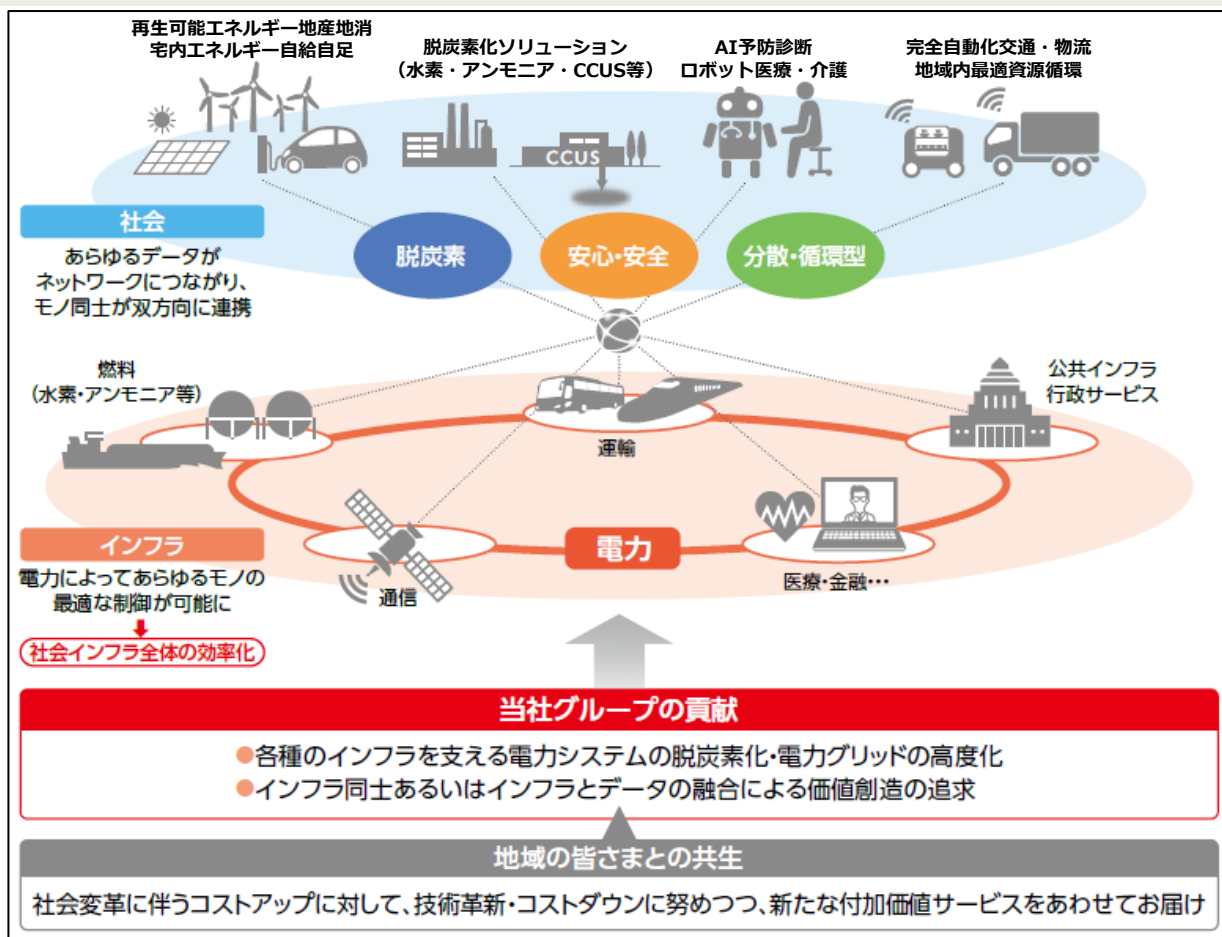 再生可能エネルギー地産地消
宅内エネルギー自給自足
脱炭素化ソリューション
（水素・アンモニア・CCUS等）
AI予防診断
ロボット医療・介護
完全自動化交通・物流
地域内最適資源循環
CCUS
社会
あらゆるデータが
ネットワークにつながり、
モノ同士が双方向に連携
脱炭素
安心・安全
分散・循環型
燃料
（水素・アンモニア等）
運輸
公共インフラ
行政サービス
インフラ
電力によってあらゆるモノの
最適な制御が可能に
社会インフラ全体の効率化
通信
電力
医療・金融・・・
当社グループの貢献
●各種のインフラを支える電力システムの脱炭素化・電力グリッドの高度化
●インフラ同士あるいはインフラとデータの融合による価値創造の追求
地域の皆さまとの共生
社会変革に伴うコストアップに対して、技術革新・コストダウンに努めつつ、新たな付加価値サービスをあわせてお届け